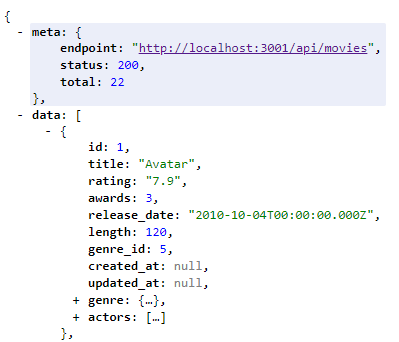 {
- meta: {
endpoint: "http://localhost:3001/api/movies",
status: 200,
total: 22
},
- data: [
- {
id: 1,
title: "Avatar",
rating: "7.9",
awards: 3,
release_date: "2010-10-04T00:00:00.000Z",
length: 120,
genre_id: 5,
created_at: null,
updated_at: null,
+ genre: {…},
+ actors: […]
},